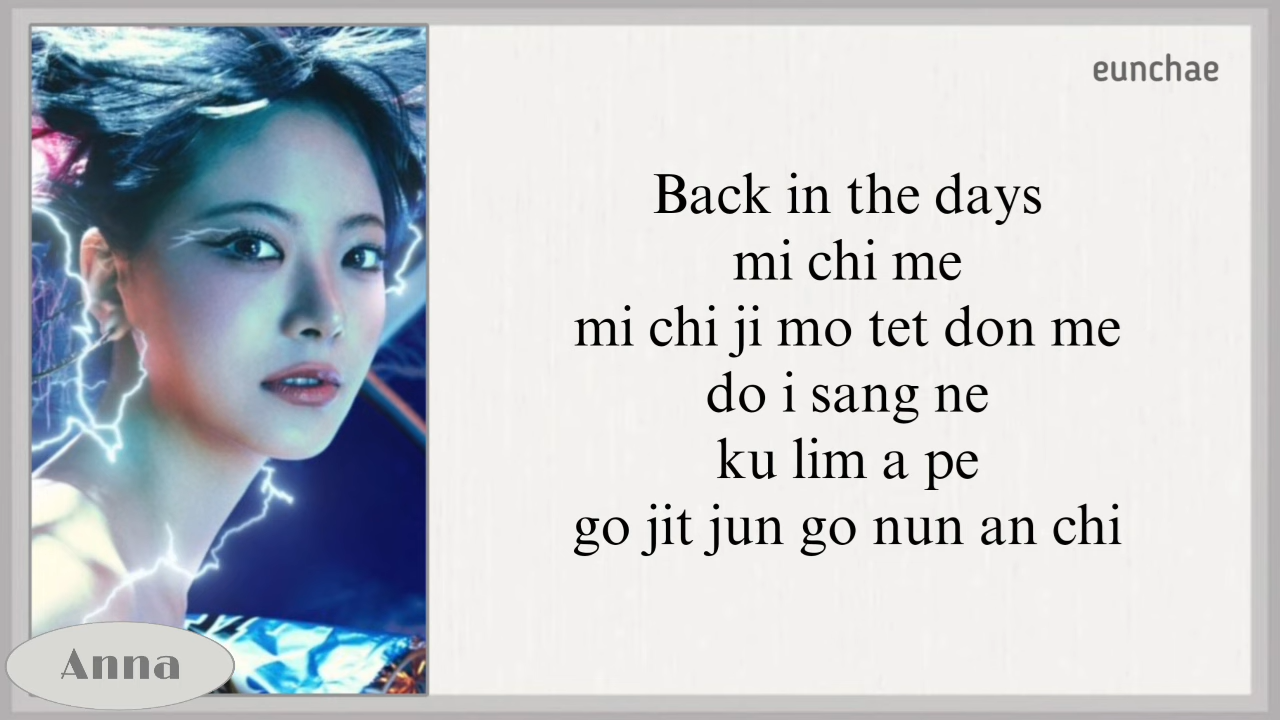 eunchae
Back in the days
mi chi me
mi chi ji mo tet don me
do i sang ne
ku lim a pe
go jit jun go nun an chi
Anna